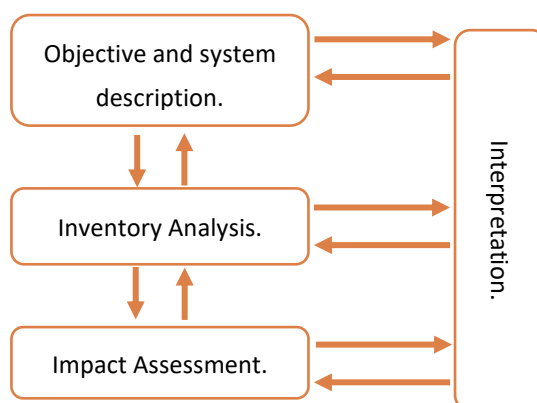 Objective and system
description.
Inventory Analysis.
Impact Assessment.
Interpretation.